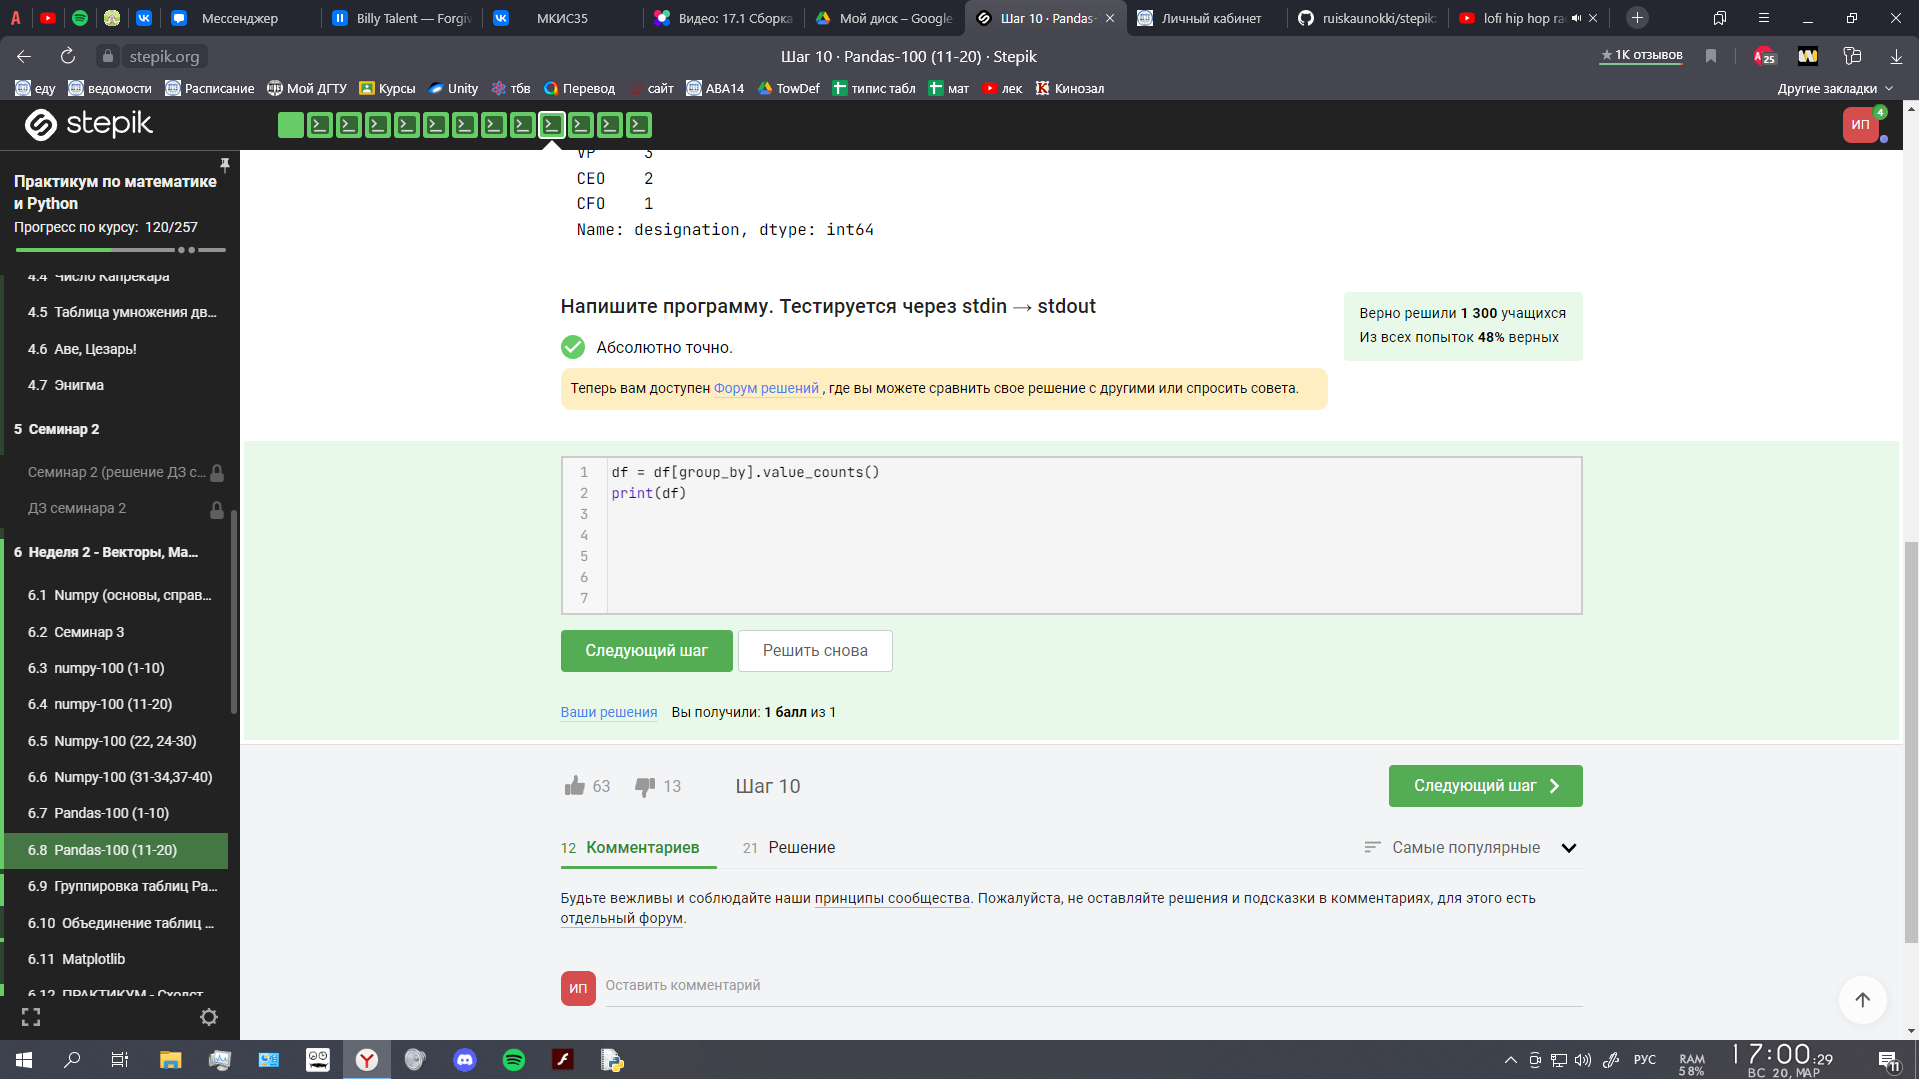 Мессенджер
Billy Talent — Forgiv
МКИС35
Видео: 17.1 Сборка
Мой диск – Google
Шаг 10 · Pandas-
Личный кабинет
ruiskaunokki/stepik
lofi hip hop ra
stepik.org
Шаг 10 · Pandas-100 (11-20) · Stepik
★ 1K отзывов
25
еду
ведомости
Расписание
Мой ДГТУ
Курсы
Unity
тбв
Перевод
сайт
АВА14
TowDef
типис табл
мат
лек
Кинозал
Другие закладки
stepik
ИП
4
Практикум по математике
и Python
Прогресс по курсу: 120/257
4.4 Число Капрекара
4.5 Таблица умножения дв...
4.6 Аве, Цезарь!
4.7 Энигма
5 Семинар 2
Семинар 2 (решение ДЗ с...
ДЗ семинара 2
6 Неделя 2 - Векторы, Ма...
6.1 Numpy (основы, справ...
6.2 Семинар 3
6.3 numpy-100 (1-10)
6.4 numpy-100 (11-20)
6.5 Numpy-100 (22, 24-30)
6.6 Numpy-100 (31-34,37-40)
6.7 Pandas-100 (1-10)
6.8 Pandas-100 (11-20)
6.9 Группировка таблиц Pa...
6.10 Объединение таблиц ...
6.11 Matplotlib
6.12 ПРАКТИКУМ - Сходст
VP 3
CEO 2
CFO 1
Name: designation, dtype: int64
Напишите программу. Тестируется через stdin → stdout
Верно решили 1 300 учащихся
Из всех попыток 48% верных
Абсолютно точно.
Теперь вам доступен Форум решений , где вы можете сравнить свое решение с другими или спросить совета.
1 df = df[group_by].value_counts()
2 print(df)
3
4
5
6
7
Следующий шаг
Решить снова
Ваши решения Вы получили: 1 балл из 1
63
13
Шаг 10
Следующий шаг
12 Комментариев
21 Решение
Самые популярные
Будьте вежливы и соблюдайте наши принципы сообщества. Пожалуйста, не оставляйте решения и подсказки в комментариях, для этого есть
отдельный форум.
ИП
Оставить комментарий
РУС
RAM
58%
17:00:29
ВС 20, МАР
11